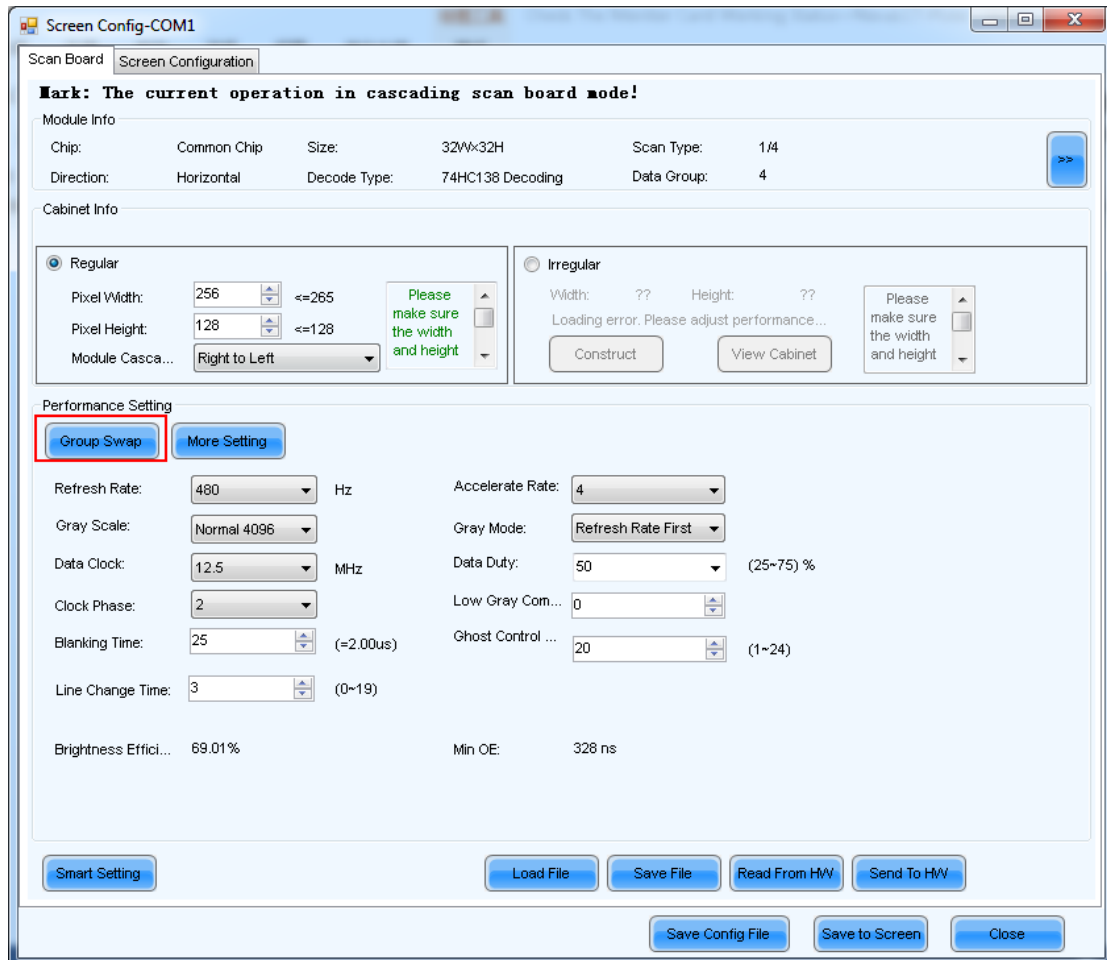 Screen Config-COM1
Scan Board Screen Configuration
Mark: The current operation in cascading scan board mode!
Module Info
Chip: Common Chip Size: 32W×32H Scan Type: 1/4
>>
Direction: Horizontal Decode Type: 74HC138 Decoding Data Group: 4
Cabinet Info
Regular
Pixel Width: 256 <=265
Pixel Height: 128 <=128
Module Casca... Right to Left
Please
make sure
the width
and height
Irregular
Width: ?? Height: ??
Loading error. Please adjust performance...
Construct View Cabinet
Please
make sure
the width
and height
Performance Setting
Group Swap More Setting
Refresh Rate: 480 Hz Accelerate Rate: 4
Gray Scale: Normal 4096 Gray Mode: Refresh Rate First
Data Clock: 12.5 MHz Data Duty: 50 (25~75) %
Clock Phase: 2 Low Gray Com... 0
Blanking Time: 25 (=2.00us) Ghost Control ... 20 (1~24)
Line Change Time: 3 (0~19)
Brightness Effici... 69.01% Min OE: 328 ns
Smart Setting Load File Save File Read From HW Send To HW
Save Config File Save to Screen Close